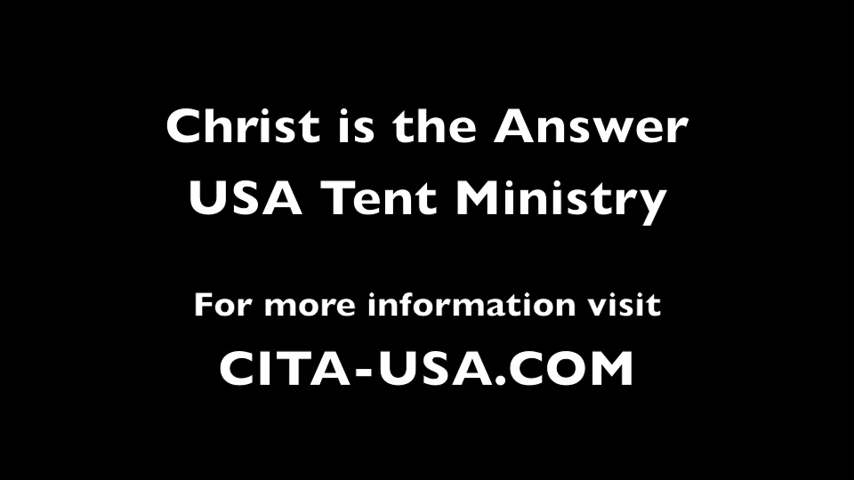 Christ is the Answer
USA Tent Ministry
For more information visit
CITA-USA.COM